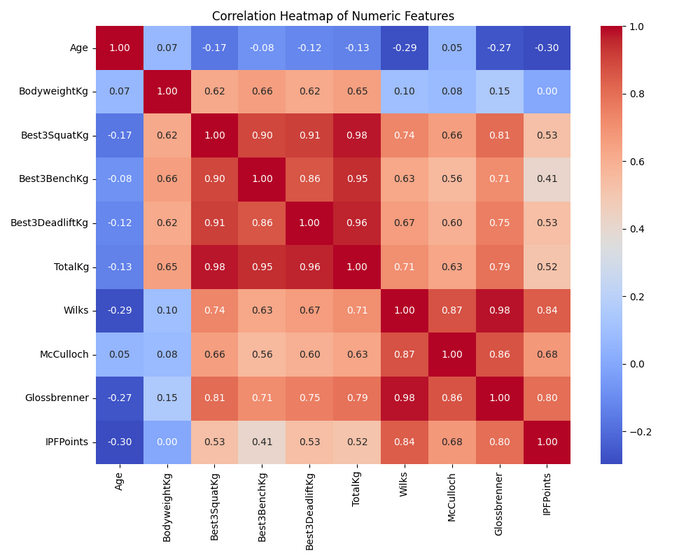 Correlation Heatmap of Numeric Features
Age 1.00 0.07 -0.17 -0.08 -0.12 -0.13 -0.29 0.05 -0.27 -0.30
BodyweightKg 0.07 1.00 0.62 0.66 0.62 0.65 0.10 0.08 0.15 0.00
Best3SquatKg -0.17 0.62 1.00 0.90 0.91 0.98 0.74 0.66 0.81 0.53
Best3BenchKg -0.08 0.66 0.90 1.00 0.86 0.95 0.63 0.56 0.71 0.41
Best3DeadliftKg -0.12 0.62 0.91 0.86 1.00 0.96 0.67 0.60 0.75 0.53
TotalKg -0.13 0.65 0.98 0.95 0.96 1.00 0.71 0.63 0.79 0.52
Wilks -0.29 0.10 0.74 0.63 0.67 0.71 1.00 0.87 0.98 0.84
McCulloch 0.05 0.08 0.66 0.56 0.60 0.63 0.87 1.00 0.86 0.68
Glossbrenner -0.27 0.15 0.81 0.71 0.75 0.79 0.98 0.86 1.00 0.80
IPFPoints -0.30 0.00 0.53 0.41 0.53 0.52 0.84 0.68 0.80 1.00
Age
BodyweightKg
Best3SquatKg
Best3BenchKg
Best3DeadliftKg
TotalKg
Wilks
McCulloch
Glossbrenner
IPFPoints
1.0
0.8
0.6
0.4
0.2
0.0
−0.2